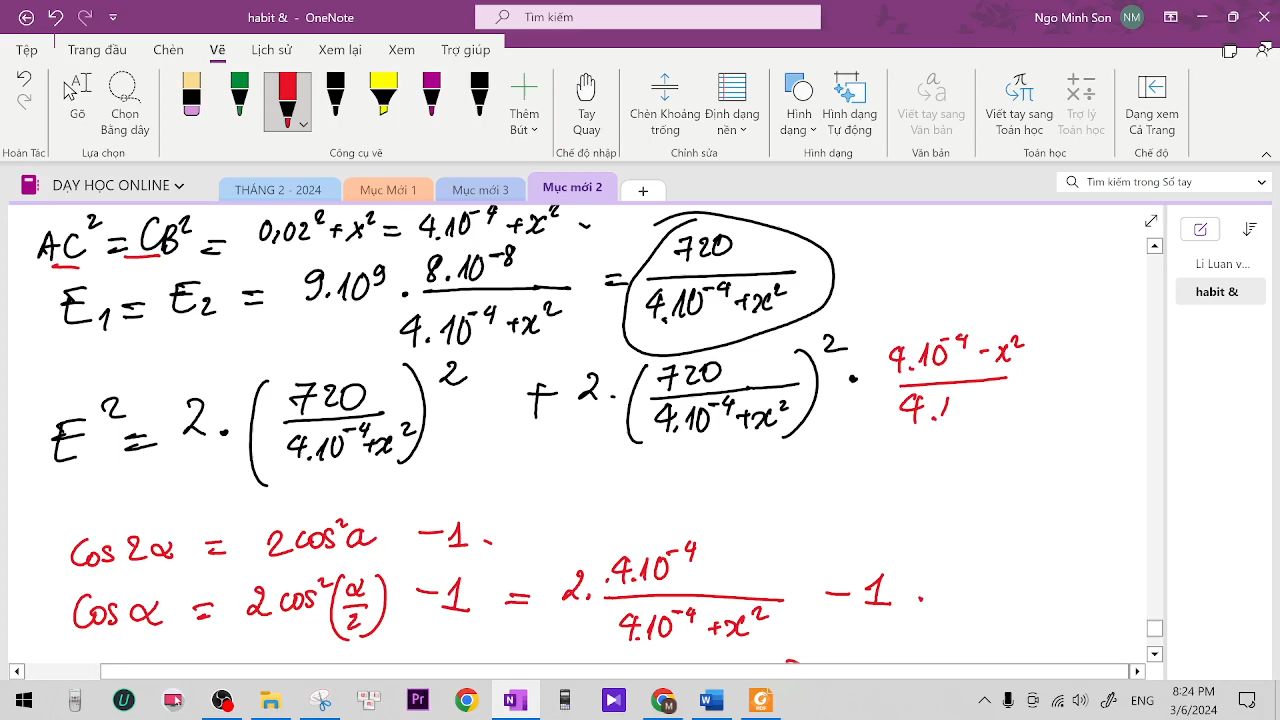 habit & - OneNote
Tìm kiếm
Ngo Minh Son
NM
Tệp Trang đầu Chèn Vẽ Lịch sử Xem lại Xem Trợ giúp
Gõ
Chọn Bằng dây
Thêm Bút
Tay Quay
Chèn Khoảng trống
Định dạng nền
Hình dạng
Hình dạng Tự động
Viết tay sang Văn bản
Viết tay sang Toán học
Trợ lý Toán học
Dạng xem Cả Trang
Hoàn Tác Lựa chọn Công cụ vẽ Chế độ nhập Chỉnh sửa Hình dạng Văn bản Toán học Chế độ
DẠY HỌC ONLINE
THÁNG 2 - 2024
Mục Mới 1
Mục mới 3
Mục mới 2
+
Tìm kiếm trong Sổ tay
Li Luan v...
habit &
AC² = CB² = 0,02² + x² = 4.10⁻⁴ + x²
E₁ = E₂ = 9.10⁹ . 8.10⁻⁸ / (4.10⁻⁴ + x²) = 720 / (4.10⁻⁴ + x²)
E² = 2 . (720 / (4.10⁻⁴ + x²))² + 2 . (720 / (4.10⁻⁴ + x²))² . (4.10⁻⁴ - x²) / 4.1
cos 2α = 2cos²a - 1 .
cos α = 2cos²(α/2) - 1 = 2 . 4.10⁻⁴ / (4.10⁻⁴ + x²) - 1 .
ENG
8:24 PM
3/6/2024